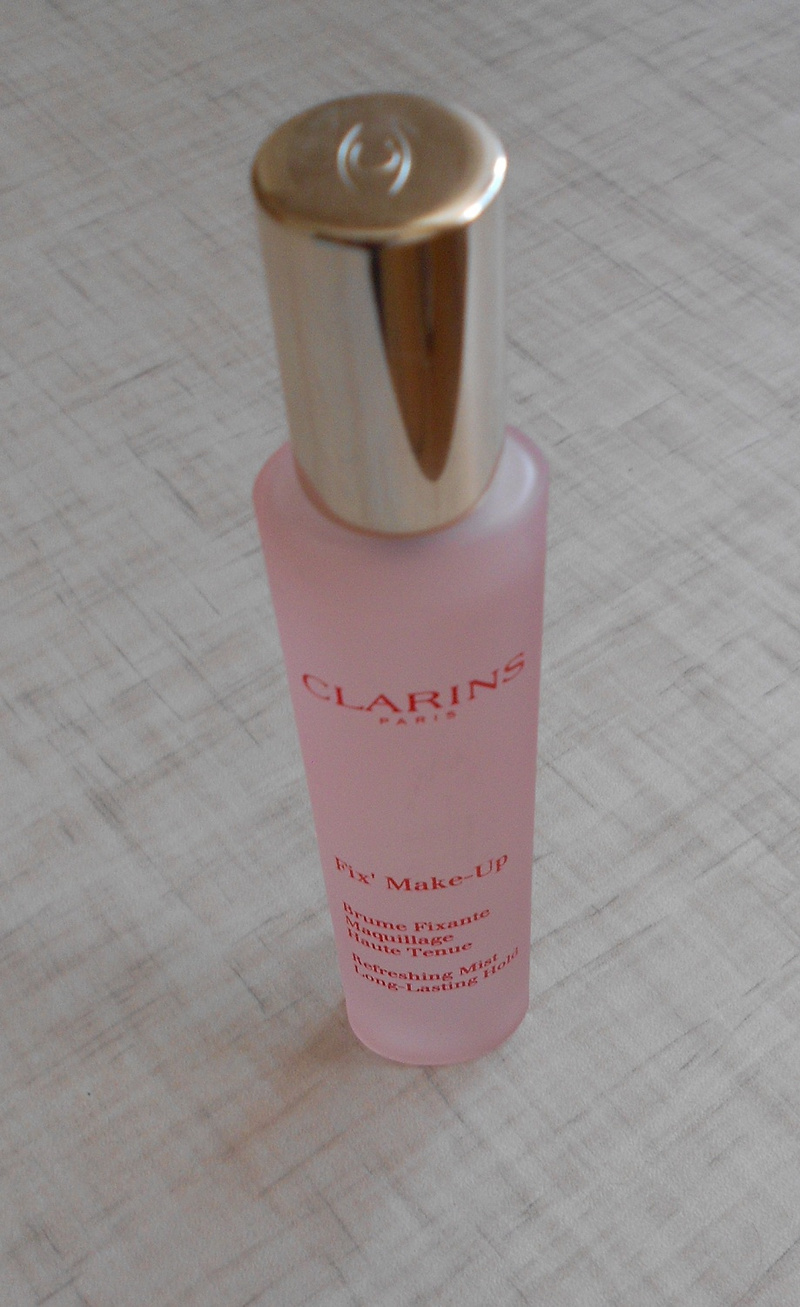 CLARINS
PARIS
Fix' Make-Up
Brume Fixante
Maquillage
Haute Tenue
Refreshing Mist
Long-Lasting Hold